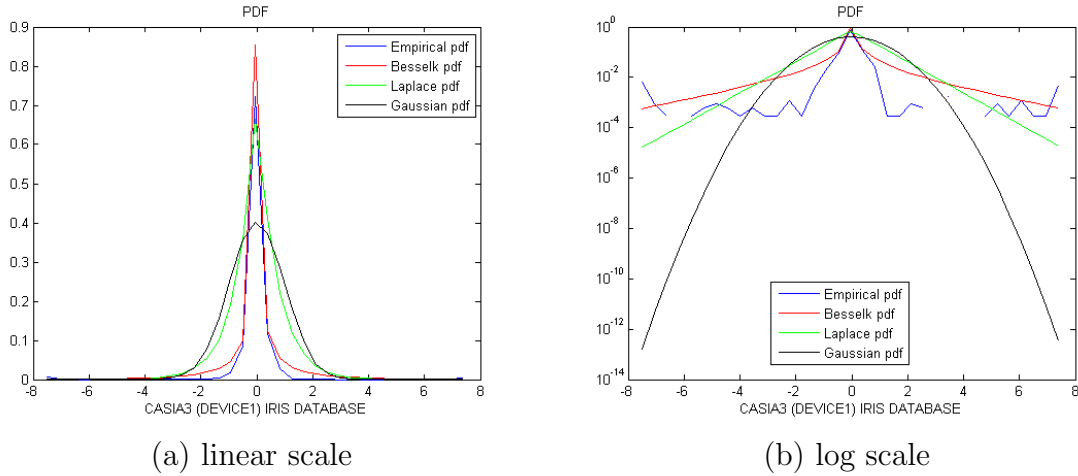 PDF
0.9
0.8
0.7
0.6
0.5
0.4
0.3
0.2
0.1
0
-8 -6 -4 -2 0 2 4 6 8
Empirical pdf
Besselk pdf
Laplace pdf
Gaussian pdf
CASIA3 (DEVICE1) IRIS DATABASE
(a) linear scale
PDF
10^0
10^-2
10^-4
10^-6
10^-8
10^-10
10^-12
10^-14
-8 -6 -4 -2 0 2 4 6 8
Empirical pdf
Besselk pdf
Laplace pdf
Gaussian pdf
CASIA3 (DEVICE1) IRIS DATABASE
(b) log scale